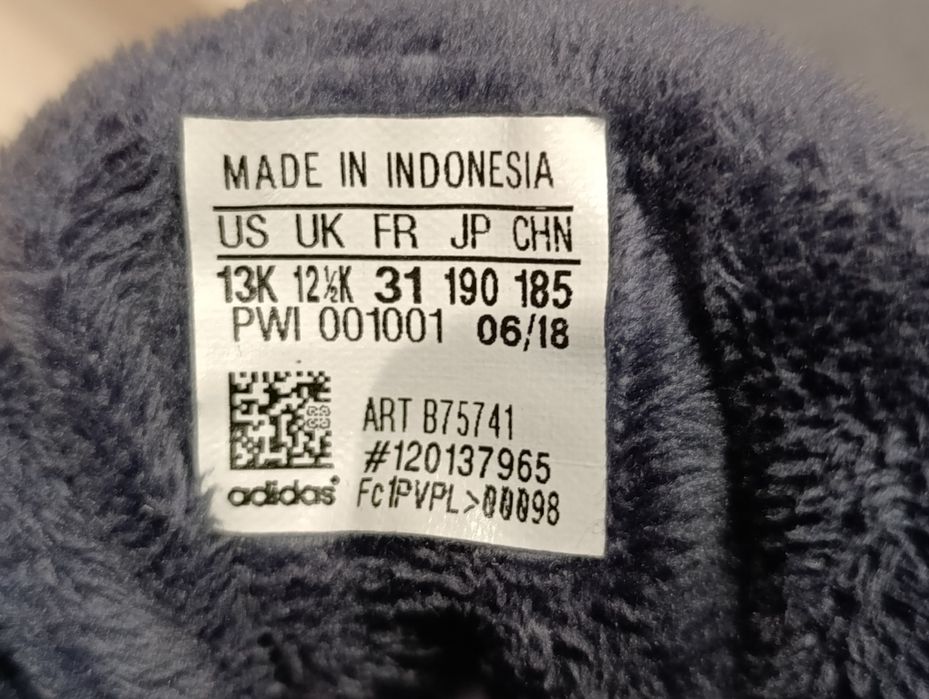 MADE IN INDONESIA
US UK FR JP CHN
13K 12½K 31 190 185
PWI 001001 06/18
ART B75741
#120137965
adidas
Fc1PVPL>00098